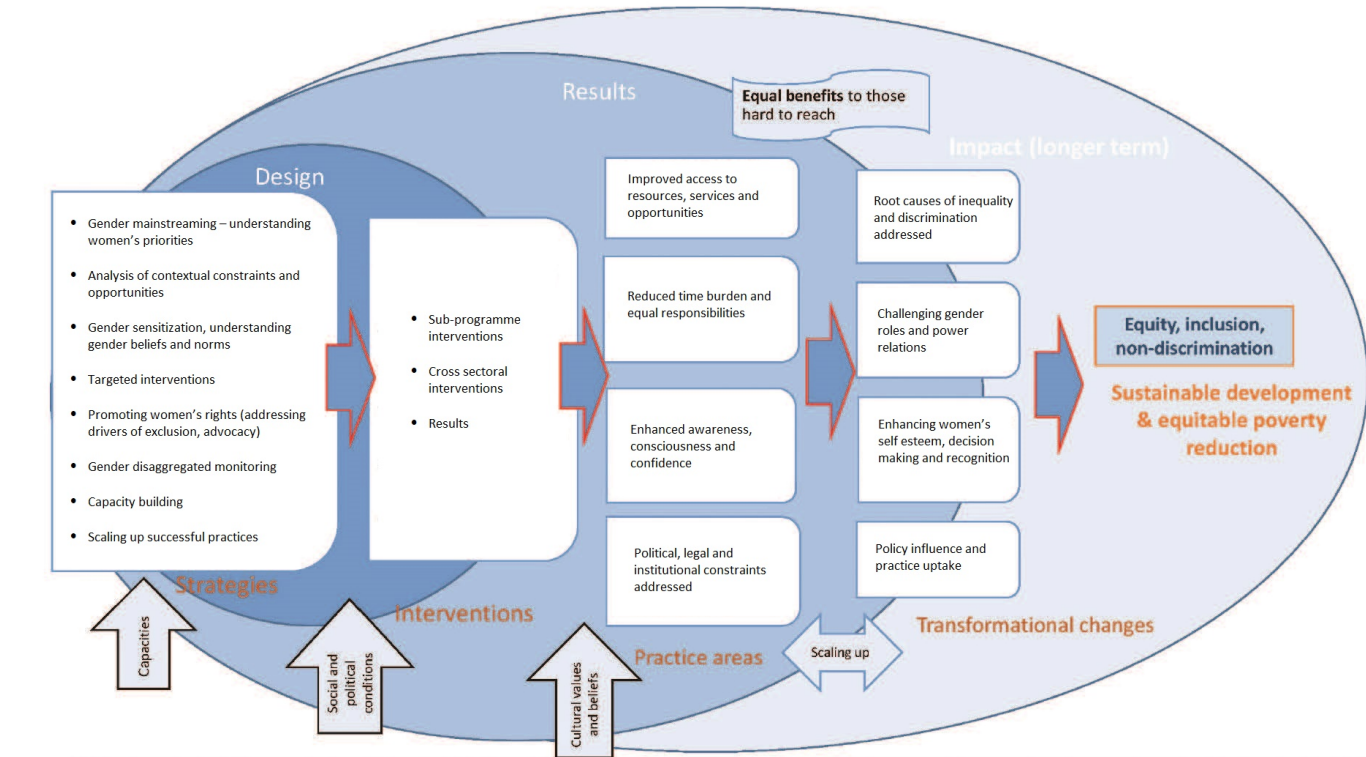 Results
Equal benefits to those
hard to reach
Impact (longer term)
Design
• Gender mainstreaming – understanding
women's priorities
• Analysis of contextual constraints and
opportunities
• Gender sensitization, understanding
gender beliefs and norms
• Targeted interventions
• Promoting women's rights (addressing
drivers of exclusion, advocacy)
• Gender disaggregated monitoring
• Capacity building
• Scaling up successful practices
Strategies
• Sub-programme
interventions
• Cross sectoral
interventions
• Results
Interventions
Improved access to
resources, services and
opportunities
Reduced time burden and
equal responsibilities
Enhanced awareness,
consciousness and
confidence
Political, legal and
institutional constraints
addressed
Practice areas
Root causes of inequality
and discrimination
addressed
Challenging gender
roles and power
relations
Enhancing women's
self esteem, decision
making and recognition
Policy influence and
practice uptake
Transformational changes
Equity, inclusion,
non-discrimination
Sustainable development
& equitable poverty
reduction
Capacities
Social and
political
conditions
Cultural values
and beliefs
Scaling up